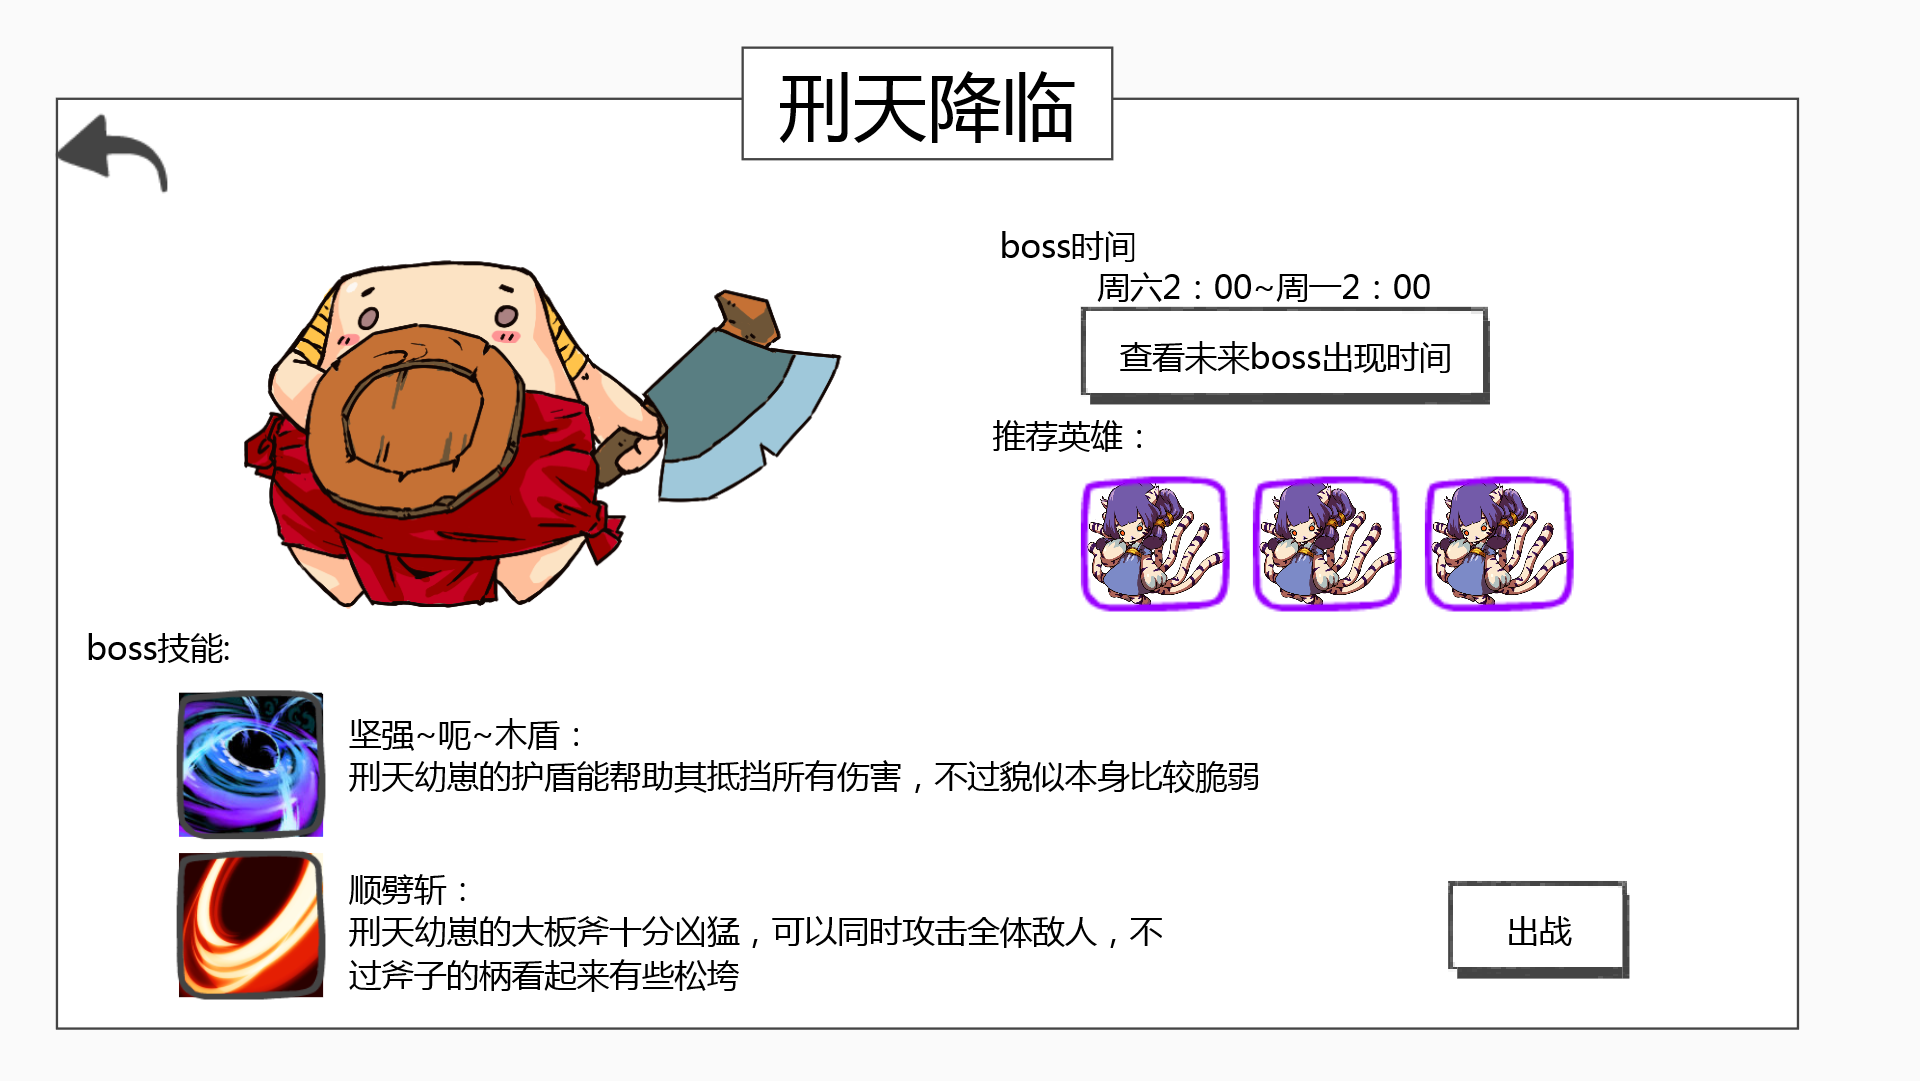 刑天降临
boss时间
周六2：00~周一2：00
查看未来boss出现时间
推荐英雄：
boss技能:
坚强~呃~木盾：
刑天幼崽的护盾能帮助其抵挡所有伤害，不过貌似本身比较脆弱
顺劈斩：
刑天幼崽的大板斧十分凶猛，可以同时攻击全体敌人，不
过斧子的柄看起来有些松垮
出战